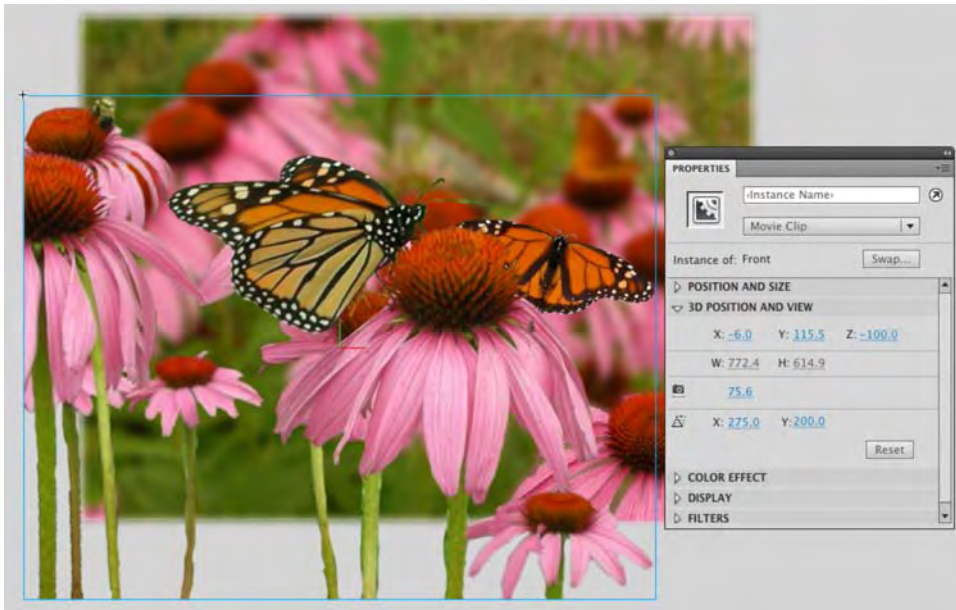 PROPERTIES
‹Instance Name›
Movie Clip
Instance of: Front Swap...
POSITION AND SIZE
3D POSITION AND VIEW
X: -6.0 Y: 115.5 Z: -100.0
W: 772.4 H: 614.9
75.6
X: 275.0 Y: 200.0
Reset
COLOR EFFECT
DISPLAY
FILTERS